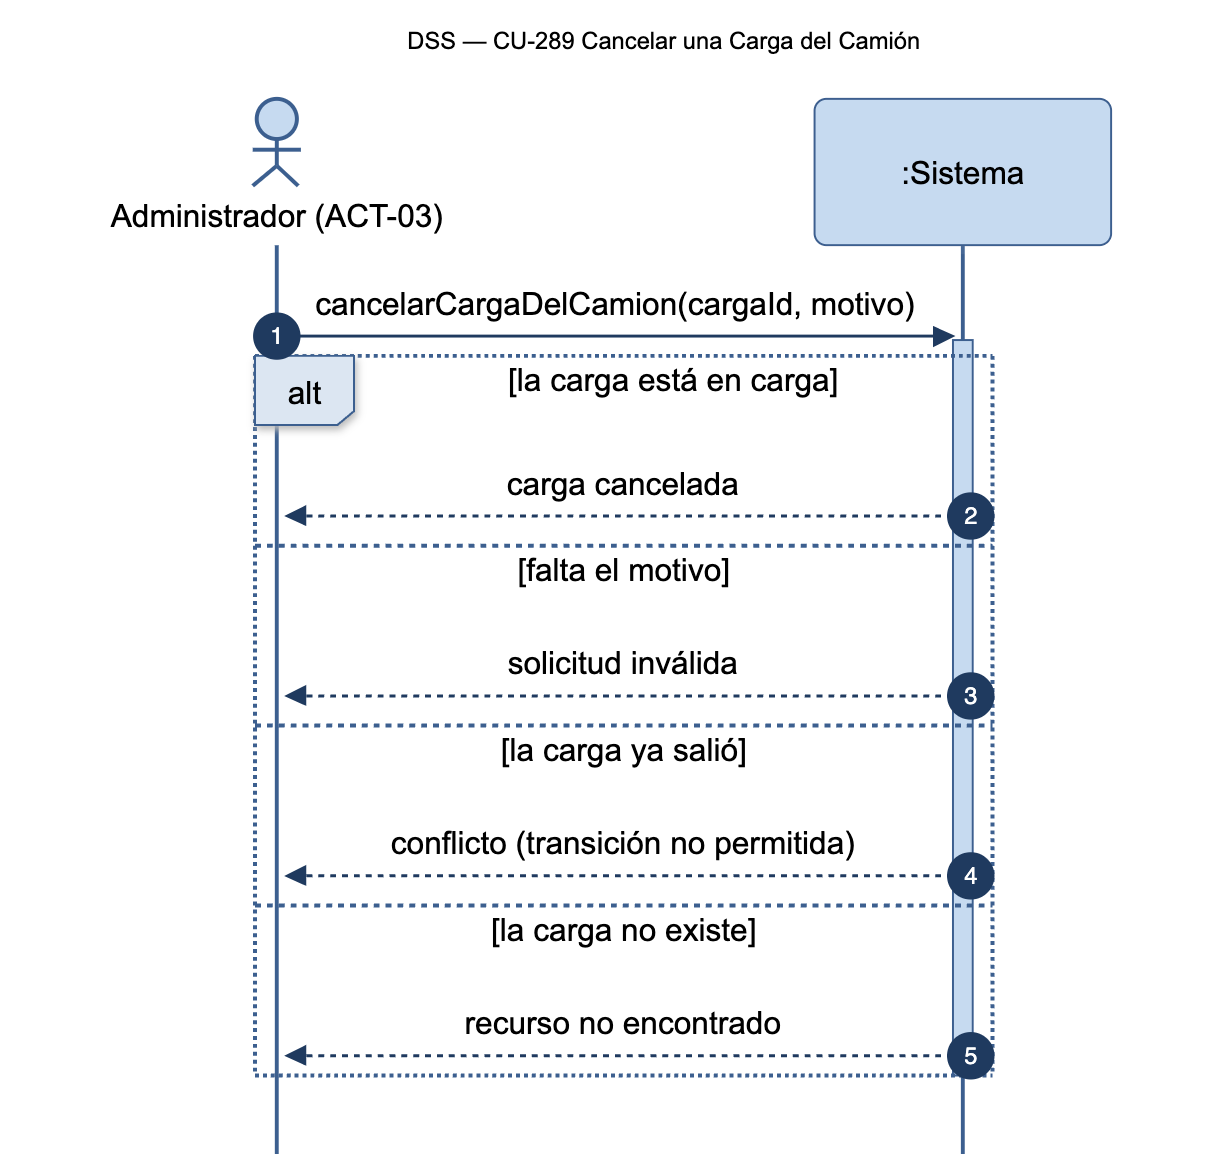 DSS — CU-289 Cancelar una Carga del Camión
:Sistema
Administrador (ACT-03)
cancelarCargaDelCamion(cargaId, motivo)
1
alt
[la carga está en carga]
carga cancelada
2
[falta el motivo]
solicitud inválida
3
[la carga ya salió]
conflicto (transición no permitida)
4
[la carga no existe]
recurso no encontrado
5